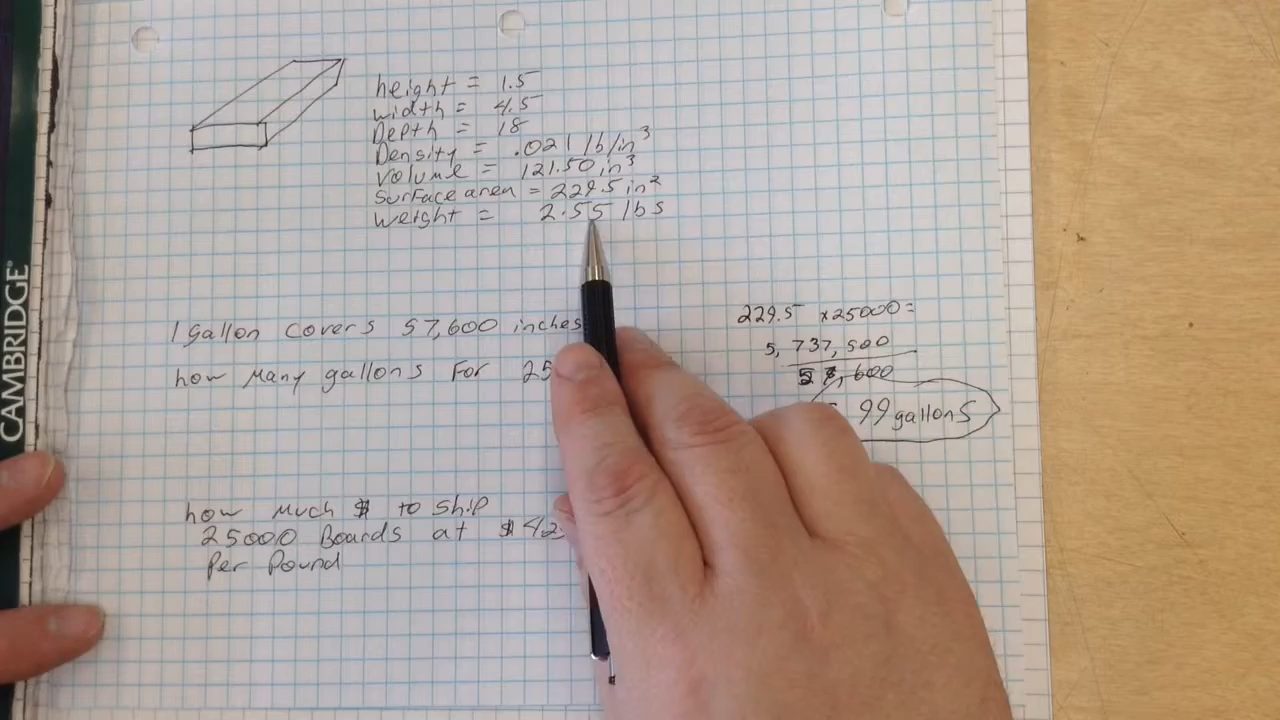 CAMBRIDGE
height = 1.5
width = 4.5
Depth = 18
Density = .021 lb/in³
volume = 121.50 in³
surface area = 229.5 in²
weight = 2.55 lbs
1 gallon covers 57,600 inches
how many gallons for 25
229.5 x25000=
5,737,500
57,600
99 gallons
how much $ to ship
25000 Boards at $42
Per Pound